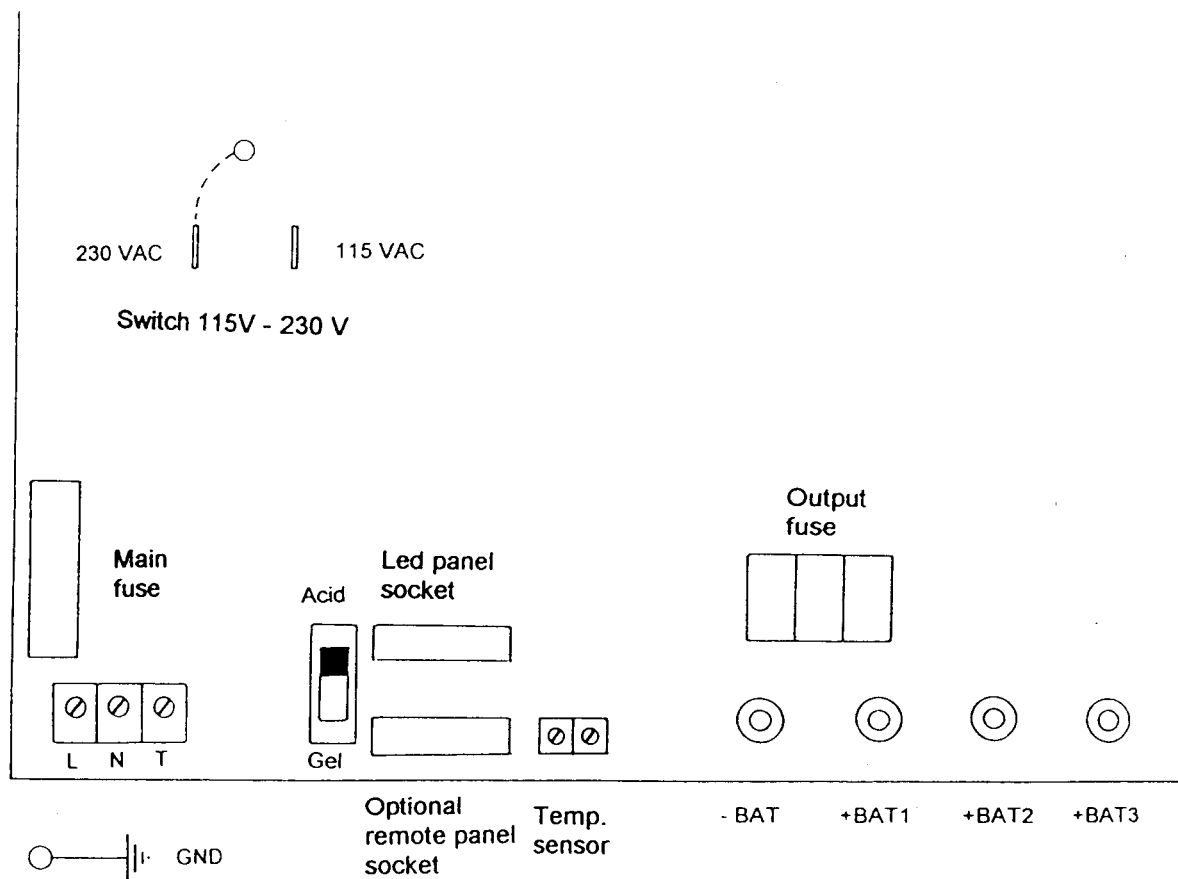 230 VAC
115 VAC
Switch 115V - 230 V
Output
fuse
Main
fuse
Led panel
socket
Acid
L N T
Gel
Optional
remote panel
socket
Temp.
sensor
- BAT
+BAT1
+BAT2
+BAT3
GND